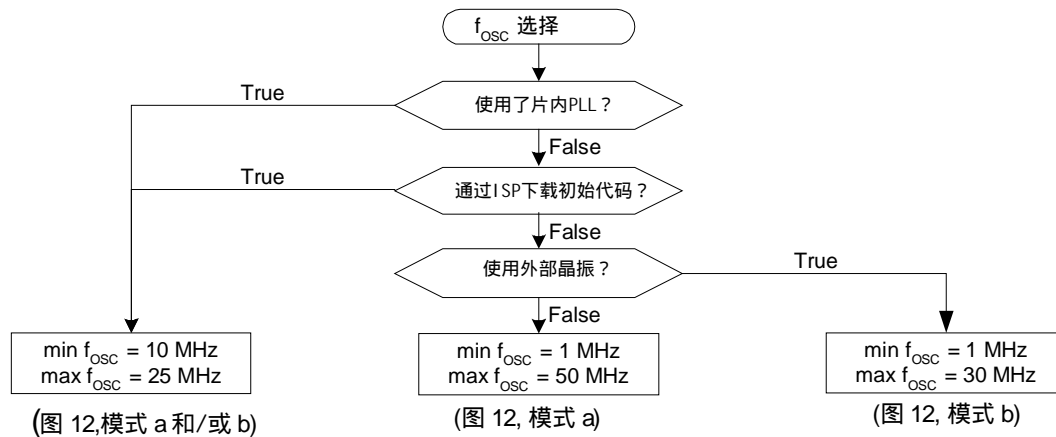 fOSC 选择
使用了片内PLL？
True
False
通过ISP下载初始代码？
True
False
使用外部晶振？
True
False
min fOSC = 10 MHz
max fOSC = 25 MHz
(图 12,模式 a 和/或 b)
min fOSC = 1 MHz
max fOSC = 50 MHz
(图 12, 模式 a)
min fOSC = 1 MHz
max fOSC = 30 MHz
(图 12, 模式 b)